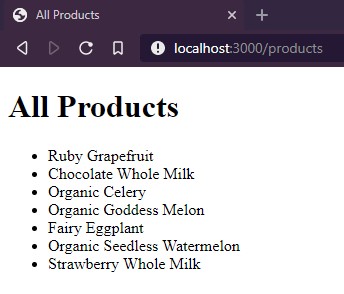 All Products
localhost:3000/products
All Products
Ruby Grapefruit
Chocolate Whole Milk
Organic Celery
Organic Goddess Melon
Fairy Eggplant
Organic Seedless Watermelon
Strawberry Whole Milk